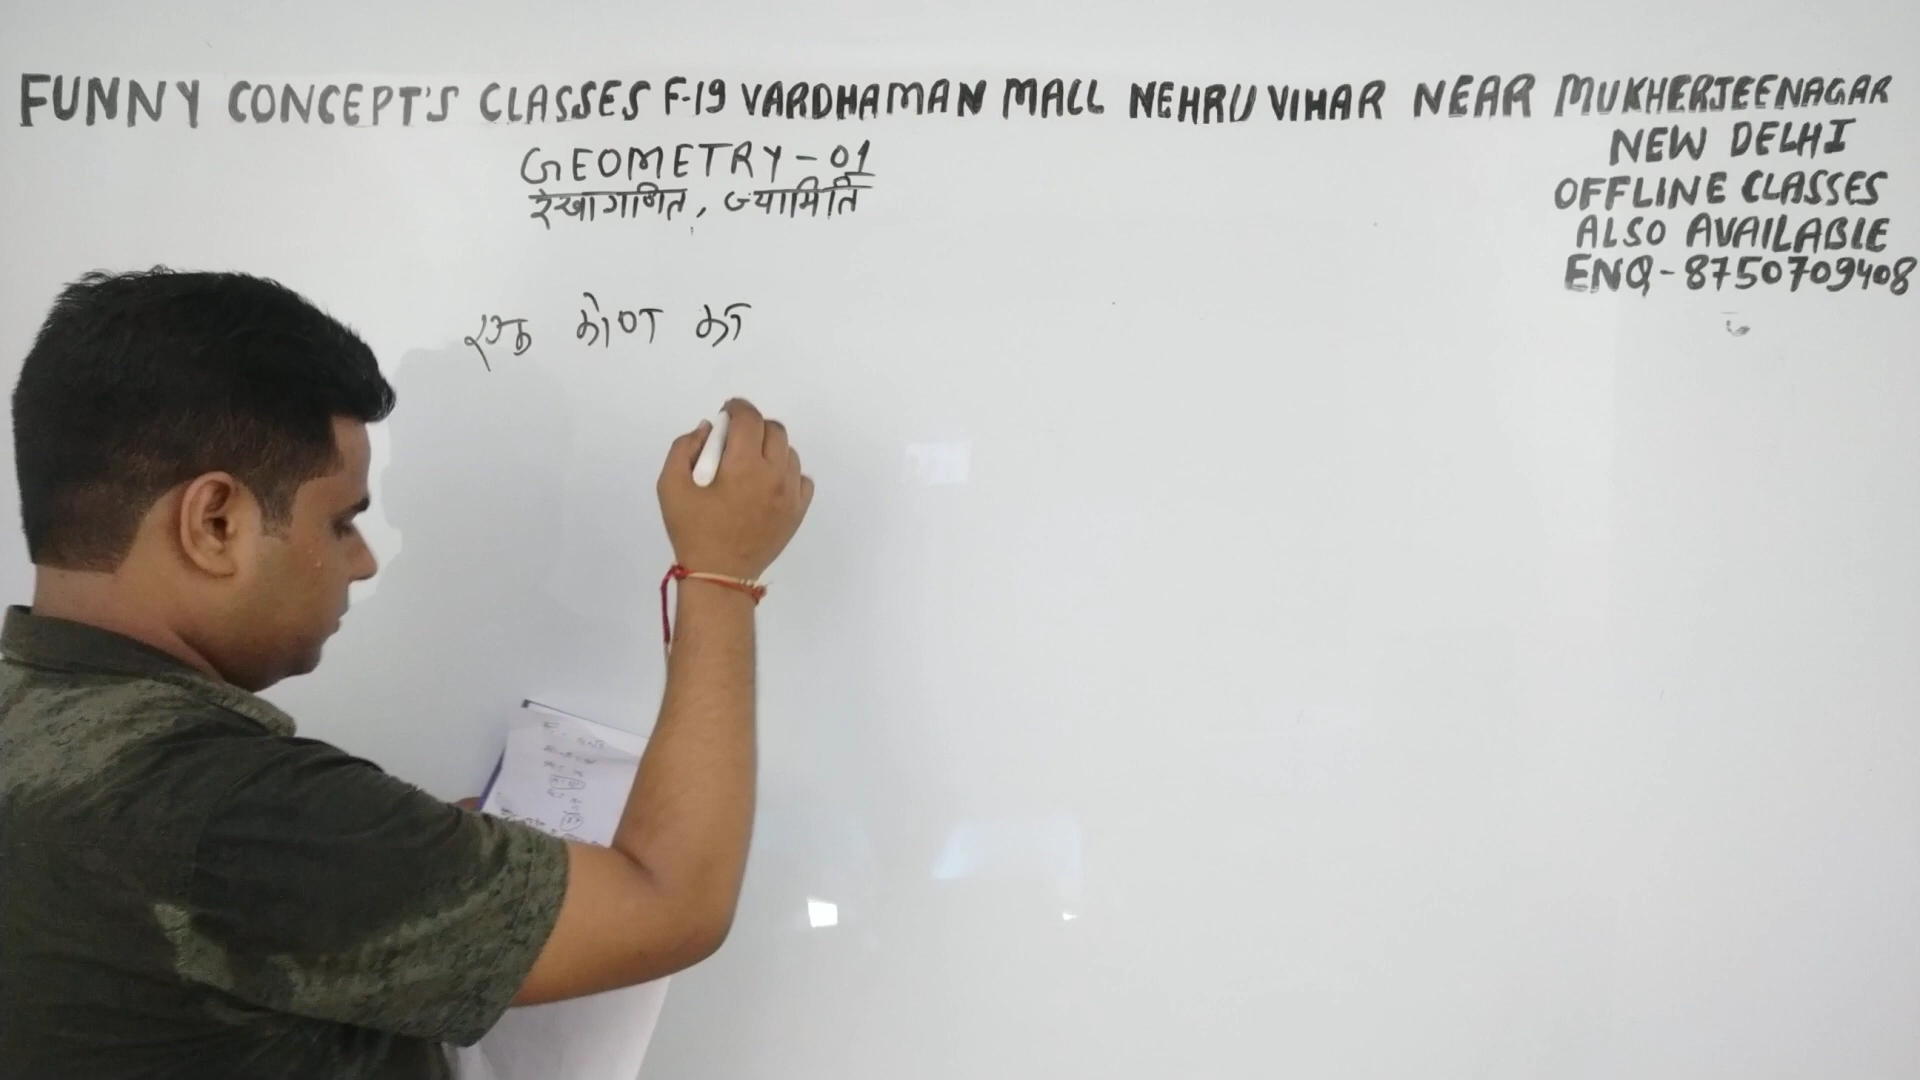 FUNNY CONCEPT'S CLASSES F-19 VARDHAMAN MALL NEHRU VIHAR NEAR MUKHERJEENAGAR
NEW DELHI
OFFLINE CLASSES
ALSO AVAILABLE
ENQ-8750709408
GEOMETRY-01
रेखागणित, ज्यामिति
एक कोण का